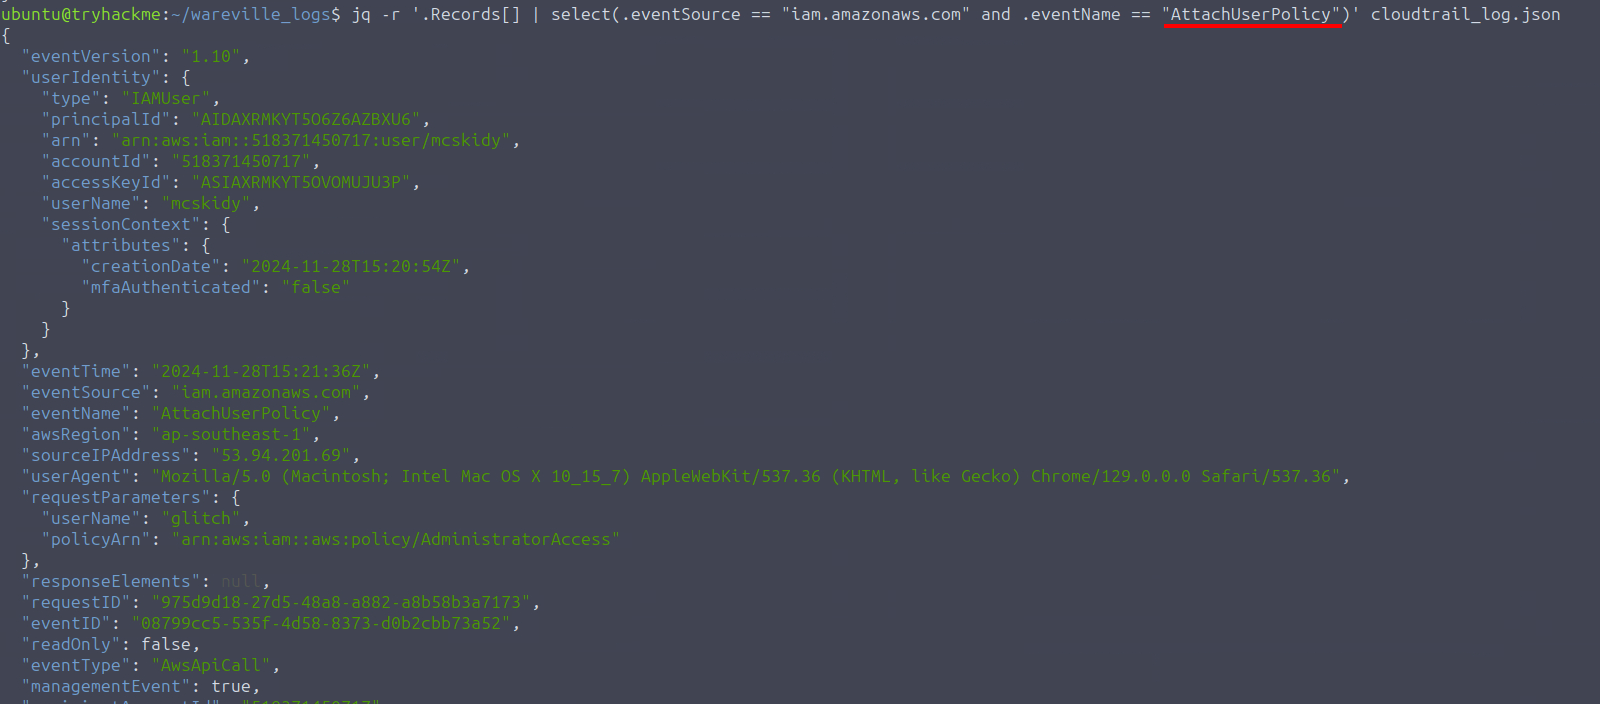 ubuntu@tryhackme:~/wareville_logs$ jq -r '.Records[] | select(.eventSource == "iam.amazonaws.com" and .eventName == "AttachUserPolicy")' cloudtrail_log.json
{
  "eventVersion": "1.10",
  "userIdentity": {
    "type": "IAMUser",
    "principalId": "AIDAXRMKYT5O6Z6AZBXU6",
    "arn": "arn:aws:iam::518371450717:user/mcskidy",
    "accountId": "518371450717",
    "accessKeyId": "ASIAXRMKYT5OVOMUJU3P",
    "userName": "mcskidy",
    "sessionContext": {
      "attributes": {
        "creationDate": "2024-11-28T15:20:54Z",
        "mfaAuthenticated": "false"
      }
    }
  },
  "eventTime": "2024-11-28T15:21:36Z",
  "eventSource": "iam.amazonaws.com",
  "eventName": "AttachUserPolicy",
  "awsRegion": "ap-southeast-1",
  "sourceIPAddress": "53.94.201.69",
  "userAgent": "Mozilla/5.0 (Macintosh; Intel Mac OS X 10_15_7) AppleWebKit/537.36 (KHTML, like Gecko) Chrome/129.0.0.0 Safari/537.36",
  "requestParameters": {
    "userName": "glitch",
    "policyArn": "arn:aws:iam::aws:policy/AdministratorAccess"
  },
  "responseElements": null,
  "requestID": "975d9d18-27d5-48a8-a882-a8b58b3a7173",
  "eventID": "08799cc5-535f-4d58-8373-d0b2cbb73a52",
  "readOnly": false,
  "eventType": "AwsApiCall",
  "managementEvent": true,